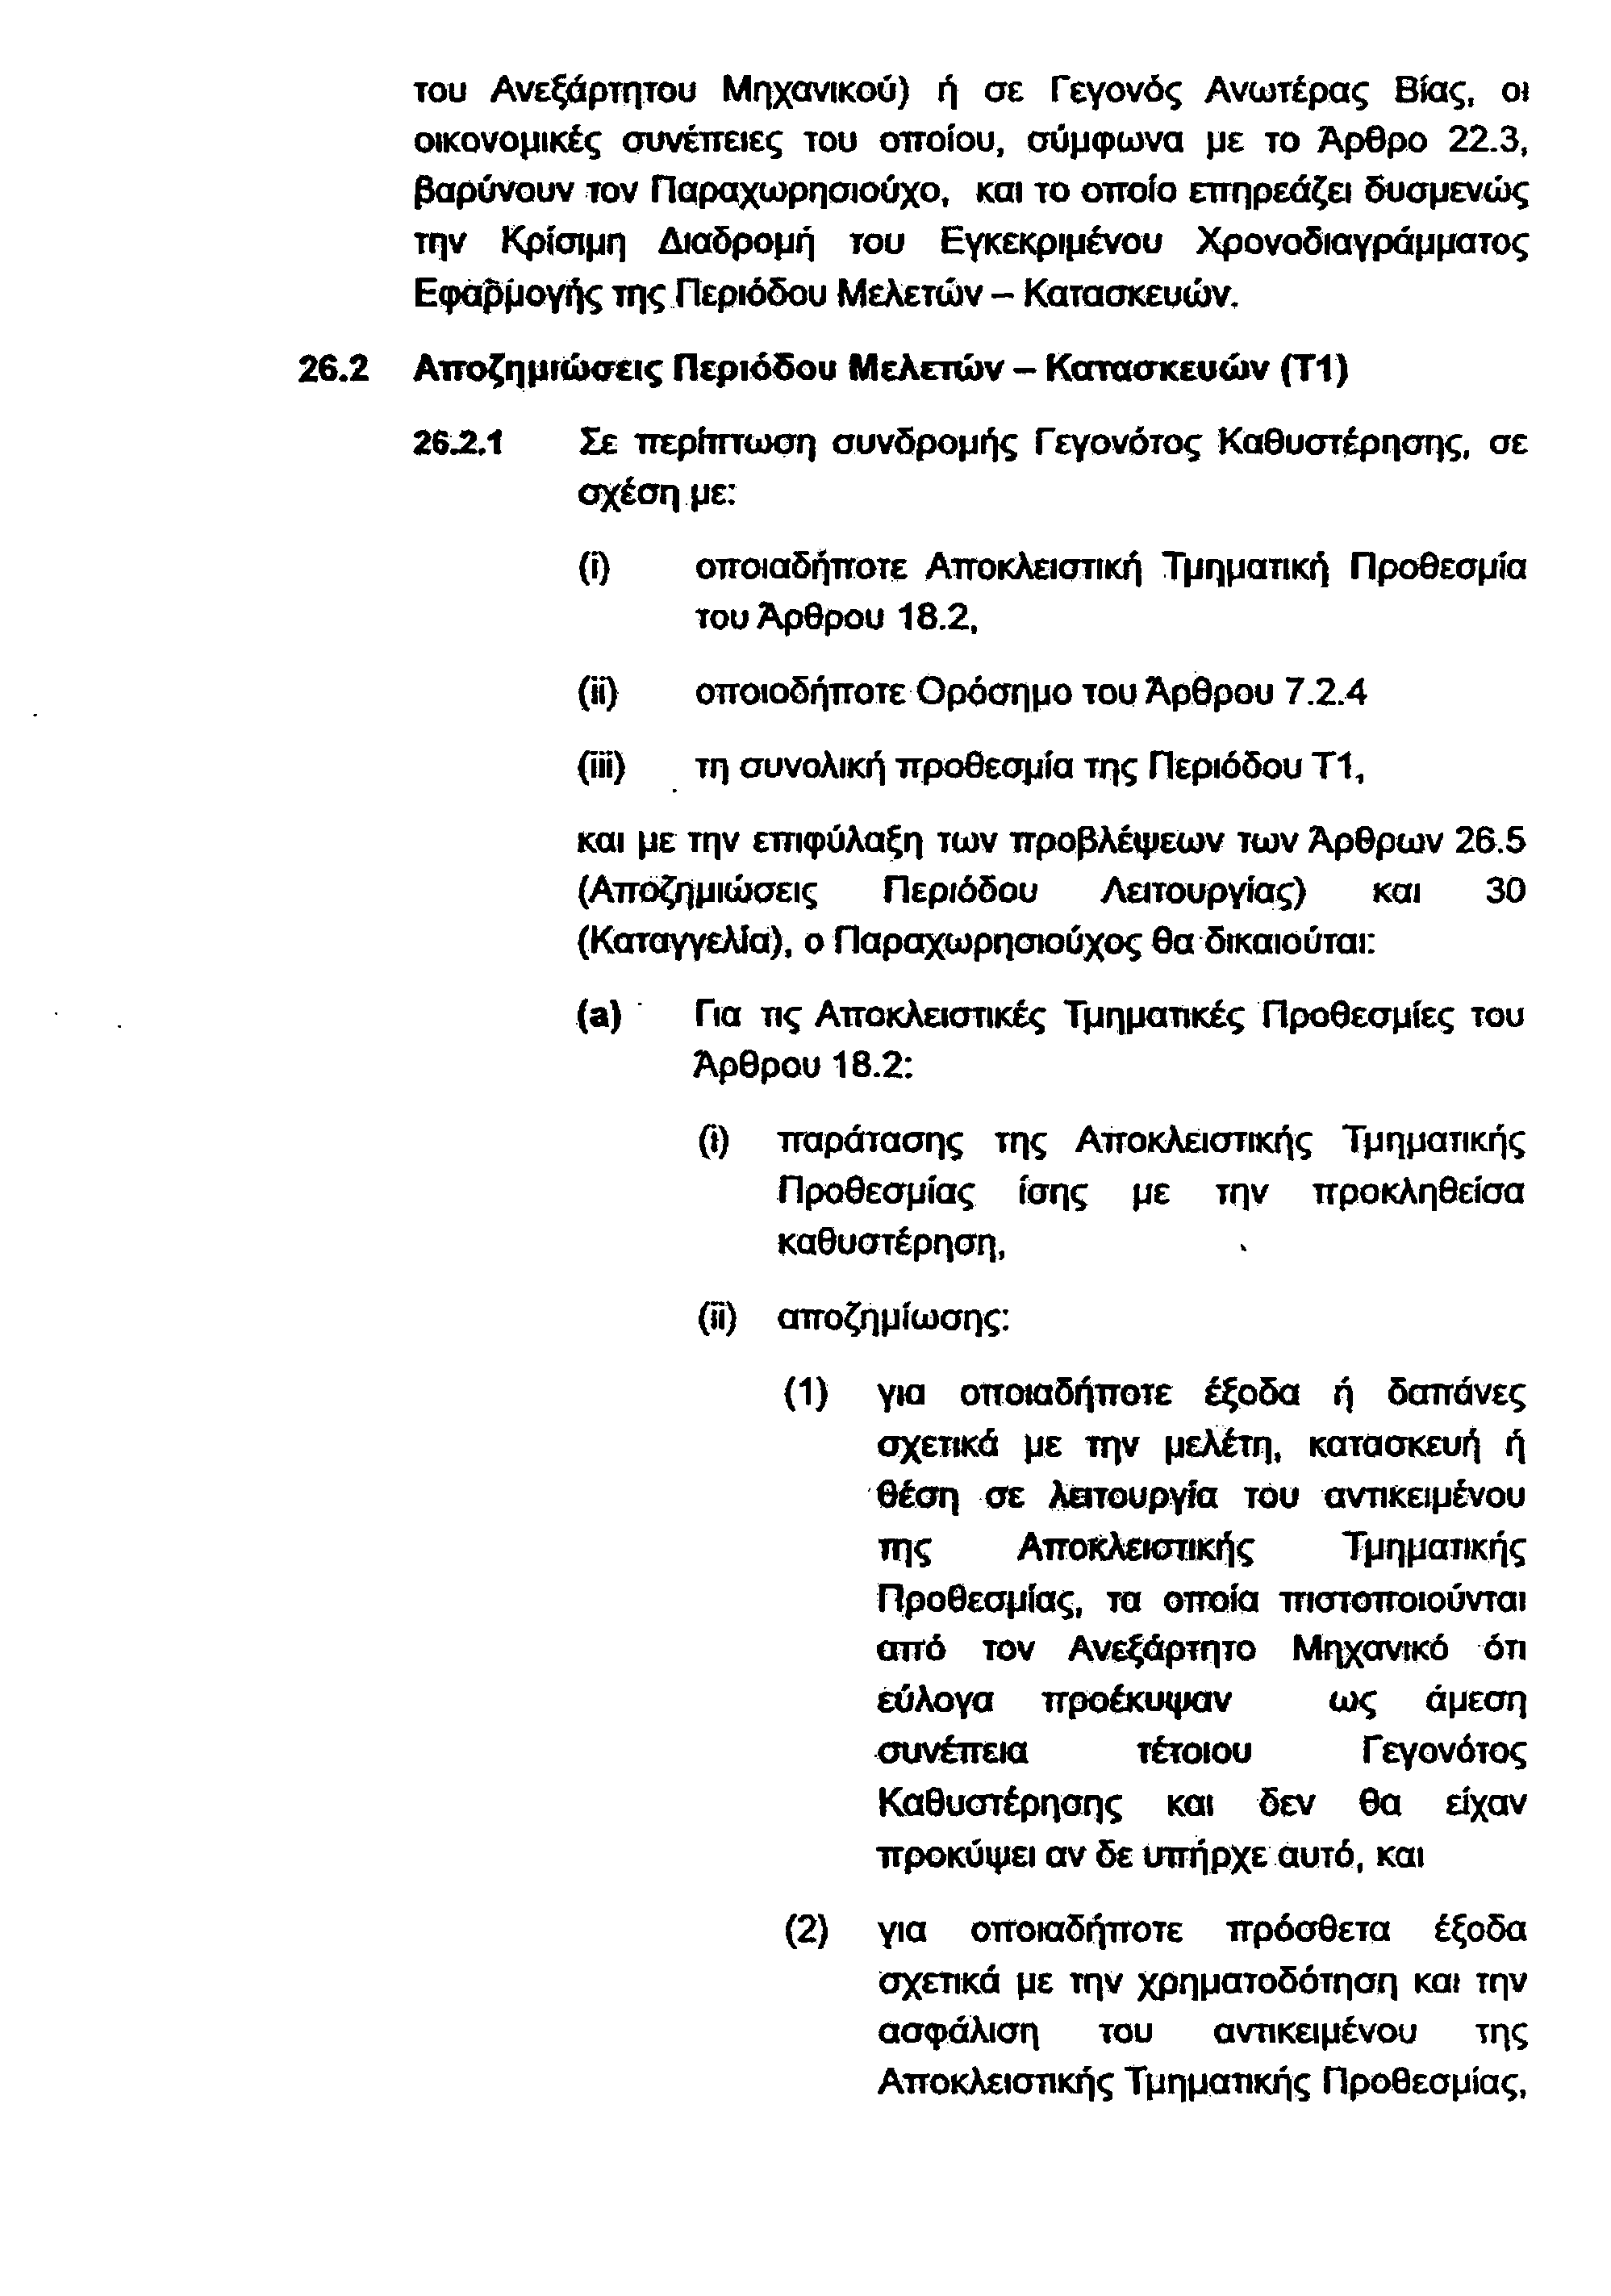 του Ανεξάρτητου Μηχανικού) ή σε Γεγονός Ανωτέρας Βίας, οι
οικονομικές συνέπειες του οποίου, σύμφωνα με το Άρθρο 22.3,
βαρύνουν τον Παραχωρησιούχο, και το οποίο επηρεάζει δυσμενώς
την Κρίσιμη Διαδρομή του Εγκεκριμένου Χρονοδιαγράμματος
Εφαρμογής της Περιόδου Μελετών – Κατασκευών.
26.2 Αποζημιώσεις Περιόδου Μελετών – Κατασκευών (Τ1)
26.2.1 Σε περίπτωση συνδρομής Γεγονότος Καθυστέρησης, σε
σχέση με:
(i) οποιαδήποτε Αποκλειστική Τμηματική Προθεσμία
του Άρθρου 18.2,
(ii) οποιοδήποτε Ορόσημο του Άρθρου 7.2.4
(iii) τη συνολική προθεσμία της Περιόδου Τ1,
και με την επιφύλαξη των προβλέψεων των Άρθρων 26.5
(Αποζημιώσεις Περιόδου Λειτουργίας) και 30
(Καταγγελία), ο Παραχωρησιούχος θα δικαιούται:
(a) Για τις Αποκλειστικές Τμηματικές Προθεσμίες του
Άρθρου 18.2:
(i) παράτασης της Αποκλειστικής Τμηματικής
Προθεσμίας ίσης με την προκληθείσα
καθυστέρηση,
(ii) αποζημίωσης:
(1) για οποιαδήποτε έξοδα ή δαπάνες
σχετικά με την μελέτη, κατασκευή ή
θέση σε λειτουργία του αντικειμένου
της Αποκλειστικής Τμηματικής
Προθεσμίας, τα οποία πιστοποιούνται
από τον Ανεξάρτητο Μηχανικό ότι
εύλογα προέκυψαν ως άμεση
συνέπεια τέτοιου Γεγονότος
Καθυστέρησης και δεν θα είχαν
προκύψει αν δε υπήρχε αυτό, και
(2) για οποιαδήποτε πρόσθετα έξοδα
σχετικά με την χρηματοδότηση και την
ασφάλιση του αντικειμένου της
Αποκλειστικής Τμηματικής Προθεσμίας,